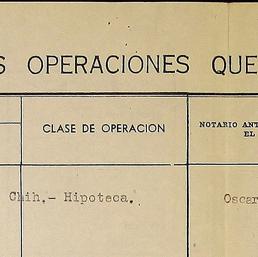 S OPERACIONES QUE
CLASE DE OPERACION
NOTARIO ANT
EL
Chih.- Hipoteca.
Oscar